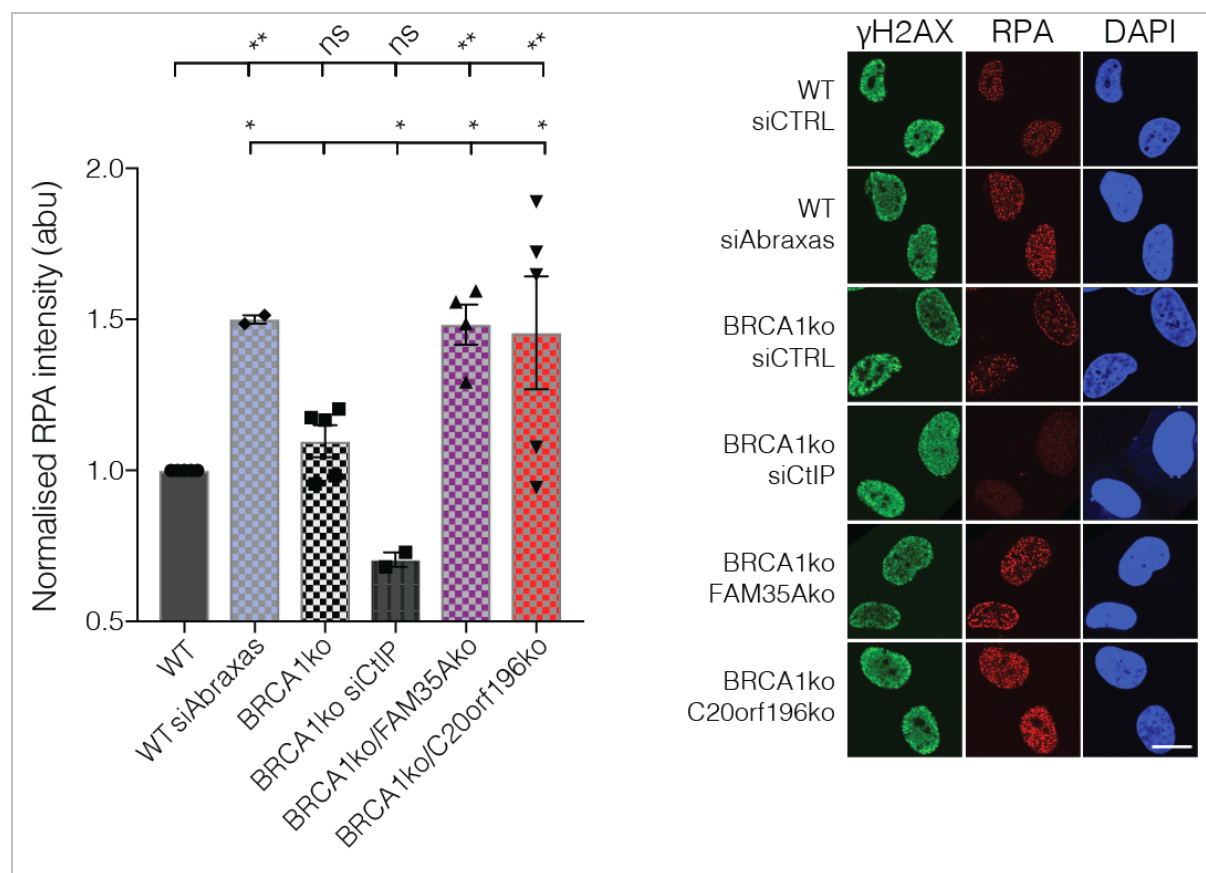 ** ns ns ** **
* * * *
Normalised RPA intensity (abu)
2.0
1.5
1.0
0.5
WT
WT siAbraxas
BRCA1ko
BRCA1ko siCtIP
BRCA1ko/FAM35Ako
BRCA1ko/C20orf196ko
γH2AX RPA DAPI
WT
siCTRL
WT
siAbraxas
BRCA1ko
siCTRL
BRCA1ko
siCtIP
BRCA1ko
FAM35Ako
BRCA1ko
C20orf196ko